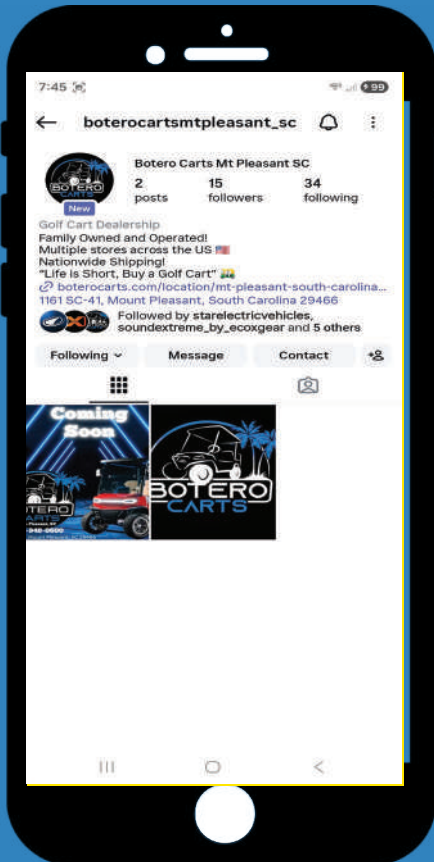 7:45
99
boterocartsmtpleasant_sc
Botero Carts Mt Pleasant SC
2 15 34
posts followers following
BOTERO
CARTS
New
Golf Cart Dealership
Family Owned and Operated!
Multiple stores across the US 🇺🇸
Nationwide Shipping!
"Life is Short, Buy a Golf Cart"
boterocarts.com/location/mt-pleasant-south-carolina...
1161 SC-41, Mount Pleasant, South Carolina 29466
Followed by starelectricvehicles,
soundextreme_by_ecoxgear and 5 others
Following Message Contact
Coming
Soon
OTERO
ARTS
BOTERO
CARTS